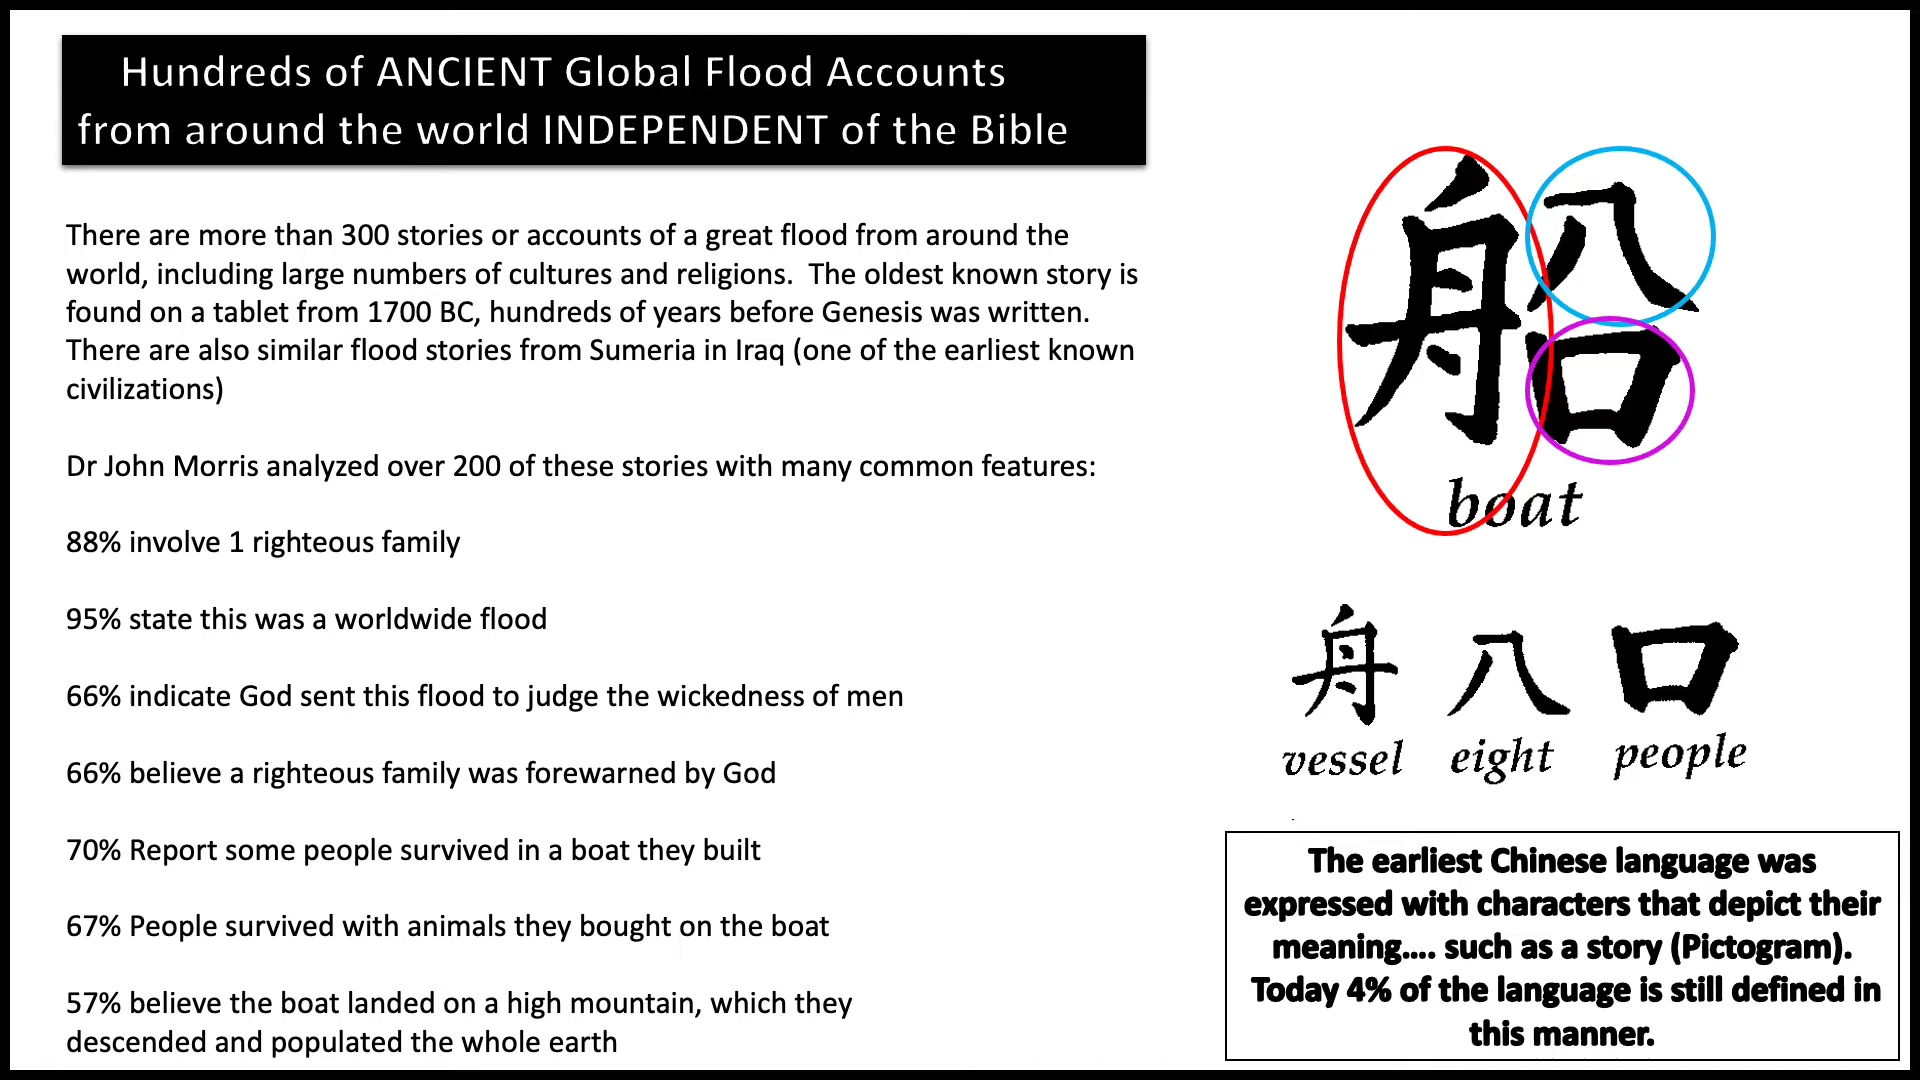 Hundreds of ANCIENT Global Flood Accounts
from around the world INDEPENDENT of the Bible
There are more than 300 stories or accounts of a great flood from around the
world, including large numbers of cultures and religions.  The oldest known story is
found on a tablet from 1700 BC, hundreds of years before Genesis was written.
There are also similar flood stories from Sumeria in Iraq (one of the earliest known
civilizations)
Dr John Morris analyzed over 200 of these stories with many common features:
88% involve 1 righteous family
95% state this was a worldwide flood
66% indicate God sent this flood to judge the wickedness of men
66% believe a righteous family was forewarned by God
70% Report some people survived in a boat they built
67% People survived with animals they bought on the boat
57% believe the boat landed on a high mountain, which they
descended and populated the whole earth
船
boat
舟 八 口
vessel eight people
The earliest Chinese language was
expressed with characters that depict their
meaning.... such as a story (Pictogram).
Today 4% of the language is still defined in
this manner.